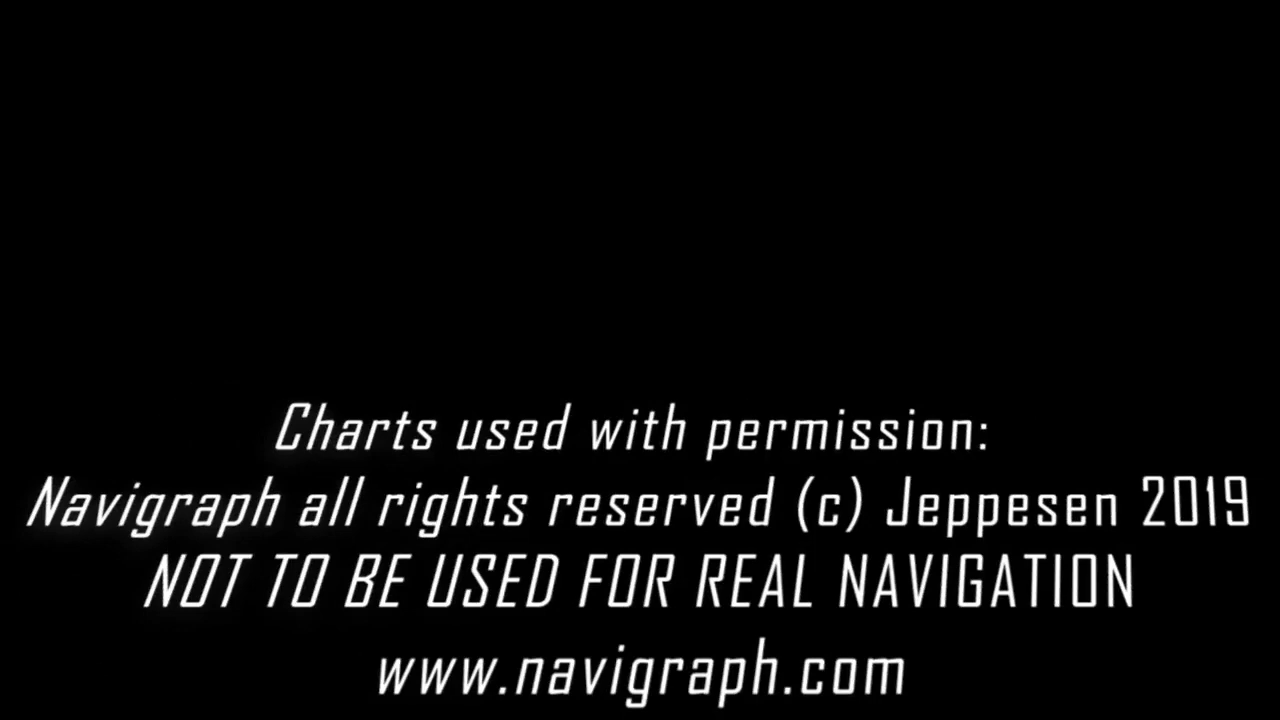 Charts used with permission:
Navigraph all rights reserved (c) Jeppesen 2019
NOT TO BE USED FOR REAL NAVIGATION
www.navigraph.com